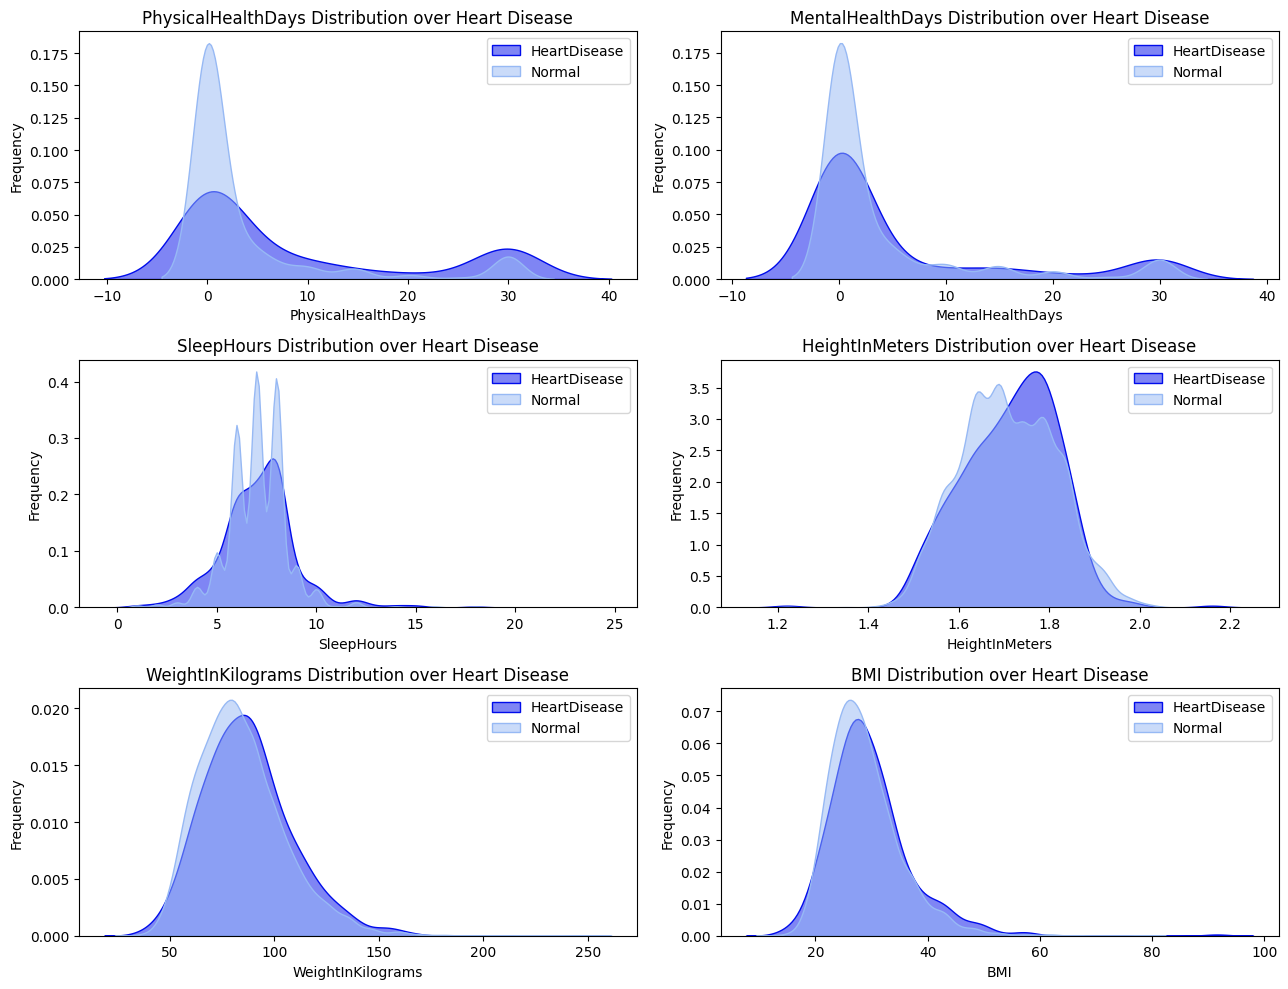 PhysicalHealthDays Distribution over Heart Disease
HeartDisease
Normal
0.175
0.150
0.125
0.100
0.075
0.050
0.025
0.000
Frequency
−10 0 10 20 30 40
PhysicalHealthDays
MentalHealthDays Distribution over Heart Disease
HeartDisease
Normal
0.175
0.150
0.125
0.100
0.075
0.050
0.025
0.000
Frequency
−10 0 10 20 30 40
MentalHealthDays
SleepHours Distribution over Heart Disease
HeartDisease
Normal
0.4
0.3
0.2
0.1
0.0
Frequency
0 5 10 15 20 25
SleepHours
HeightInMeters Distribution over Heart Disease
HeartDisease
Normal
3.5
3.0
2.5
2.0
1.5
1.0
0.5
0.0
Frequency
1.2 1.4 1.6 1.8 2.0 2.2
HeightInMeters
WeightInKilograms Distribution over Heart Disease
HeartDisease
Normal
0.020
0.015
0.010
0.005
0.000
Frequency
50 100 150 200 250
WeightInKilograms
BMI Distribution over Heart Disease
HeartDisease
Normal
0.07
0.06
0.05
0.04
0.03
0.02
0.01
0.00
Frequency
20 40 60 80 100
BMI